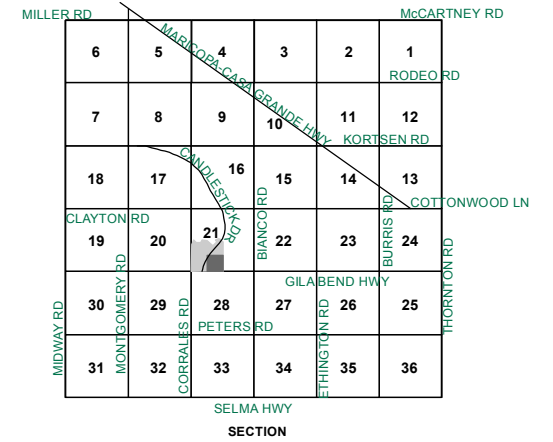 MILLER RD
McCARTNEY RD
6 5 4 3 2 1
MARICOPA-CASA GRANDE HWY
RODEO RD
7 8 9 10 11 12
KORTSEN RD
18 17 16 15 14 13
CANDLESTICK DR
COTTONWOOD LN
CLAYTON RD
BIANCO RD
BURRIS RD
19 20 21 22 23 24
THORNTON RD
GILA BEND HWY
MIDWAY RD
MONTGOMERY RD
30 29 28 27 26 25
CORRALES RD
PETERS RD
ETHINGTON RD
31 32 33 34 35 36
SELMA HWY
SECTION